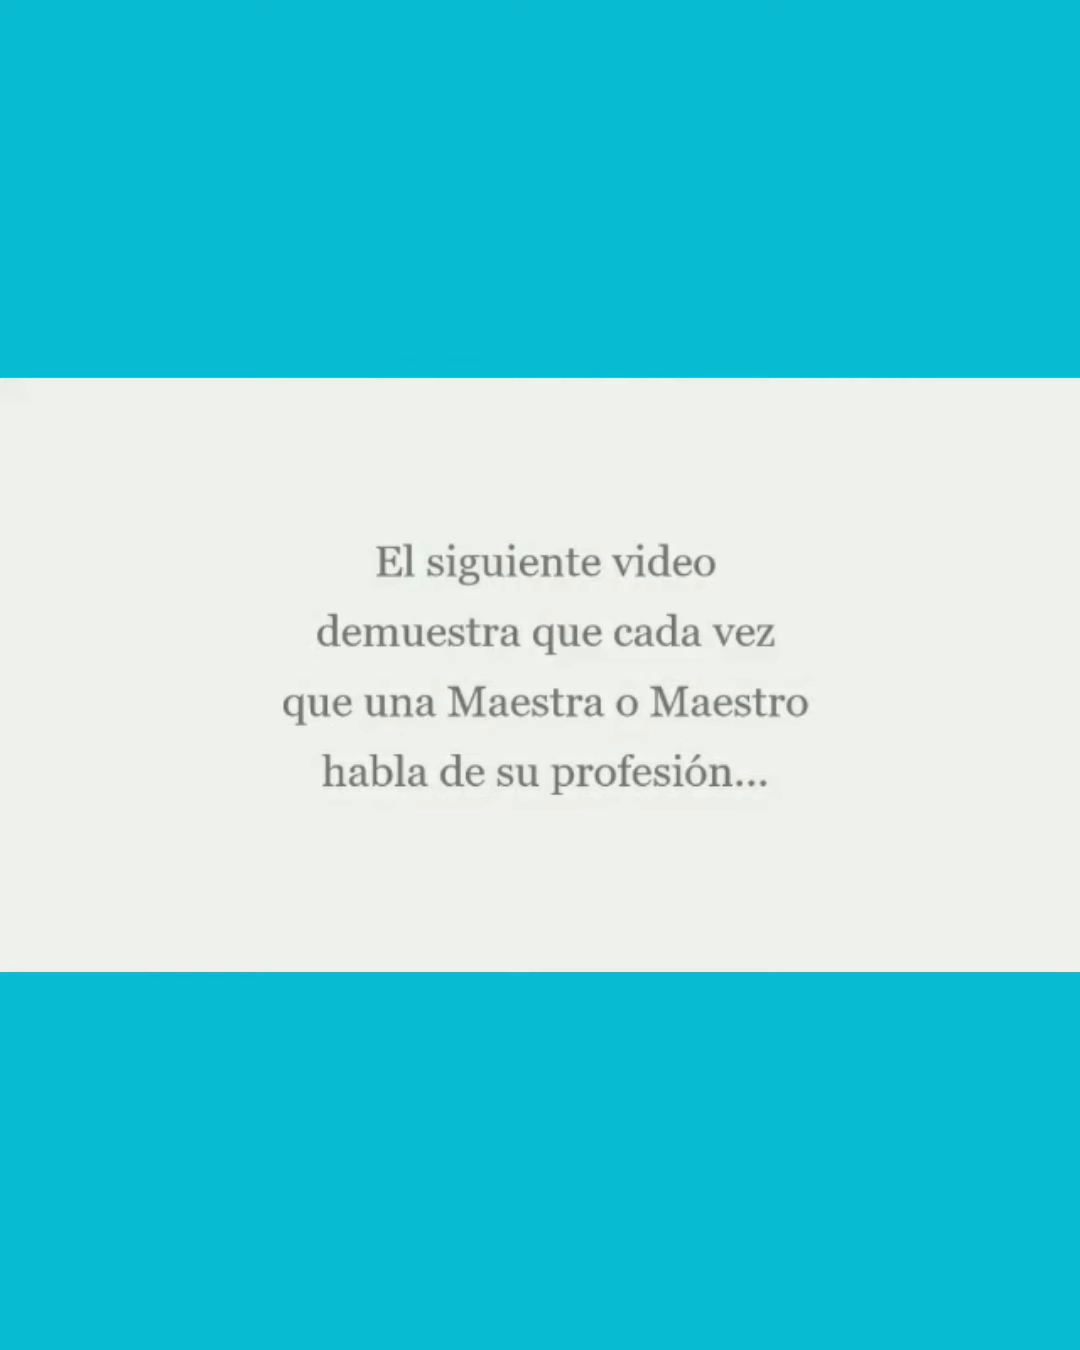 El siguiente video
demuestra que cada vez
que una Maestra o Maestro
habla de su profesión...